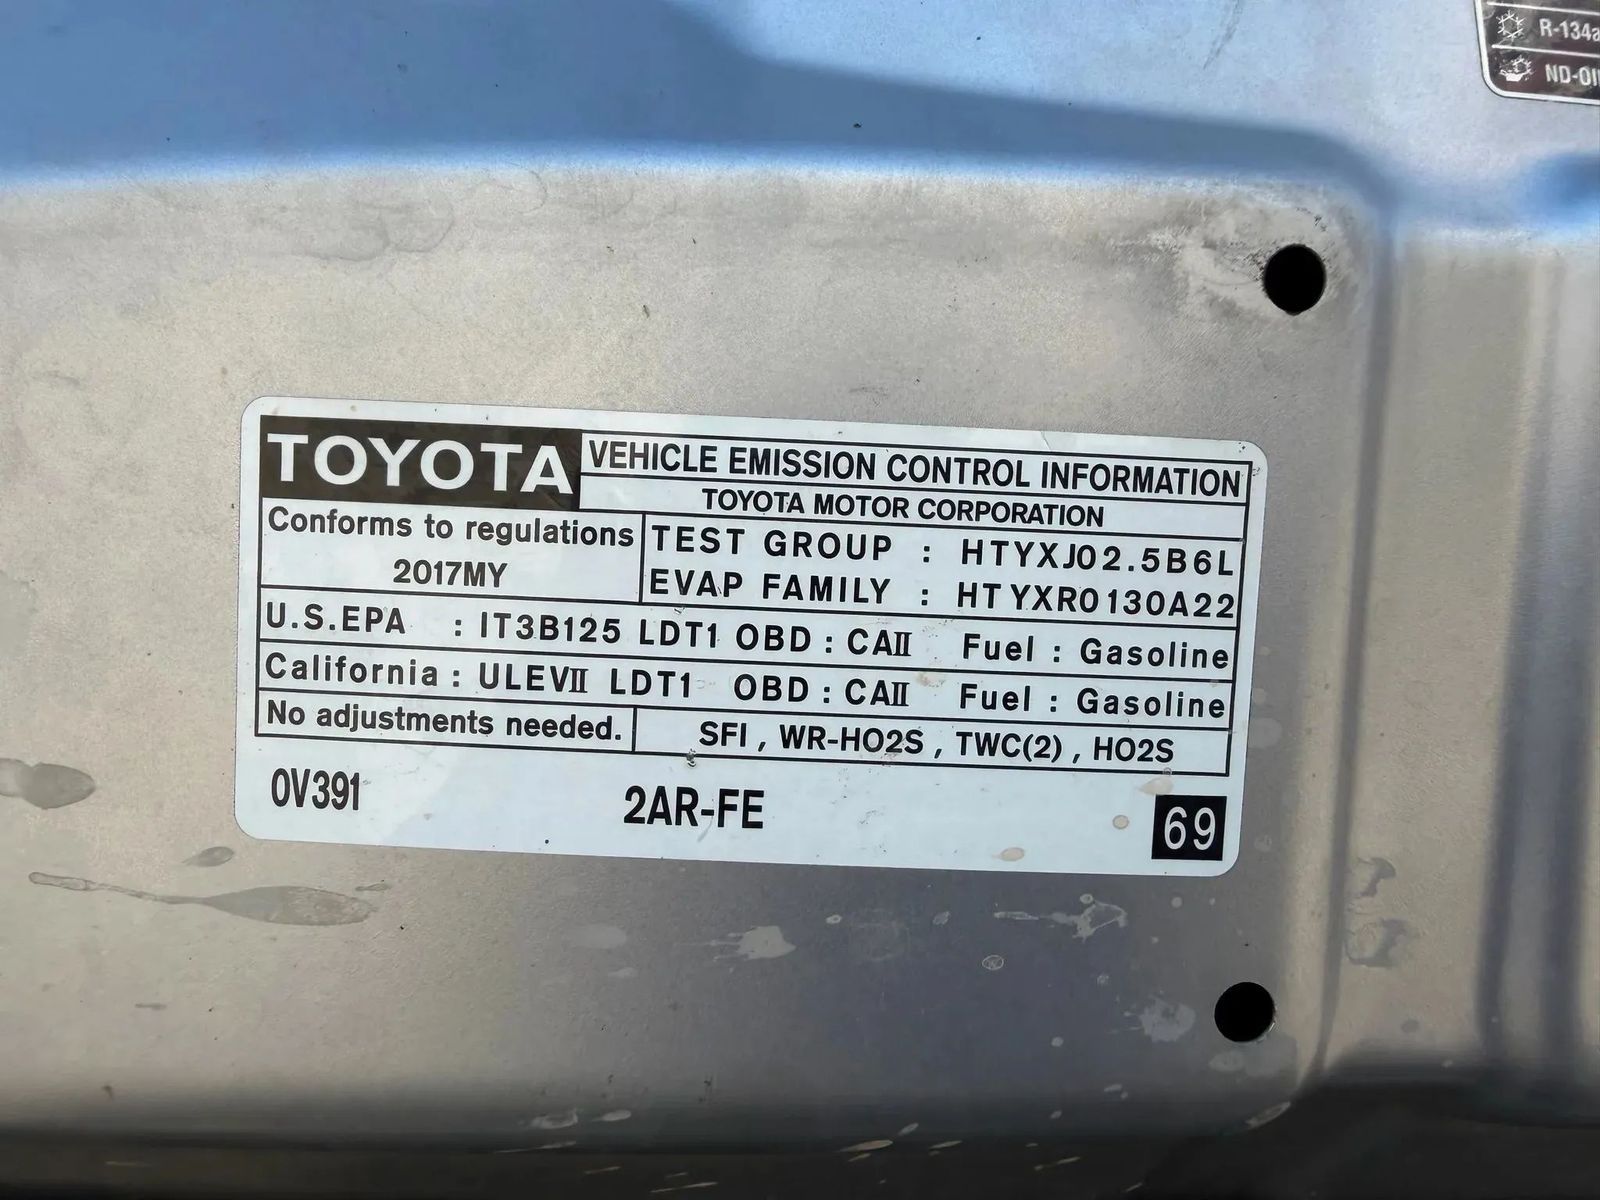 R-134a
ND-OI
TOYOTA
VEHICLE EMISSION CONTROL INFORMATION
TOYOTA MOTOR CORPORATION
Conforms to regulations
2017MY
TEST GROUP : HTYXJ02.5B6L
EVAP FAMILY : HTYXR0130A22
U.S.EPA : IT3B125 LDT1 OBD : CAII Fuel : Gasoline
California : ULEVII LDT1 OBD : CAII Fuel : Gasoline
No adjustments needed.
SFI , WR-HO2S , TWC(2) , HO2S
0V391
2AR-FE
69